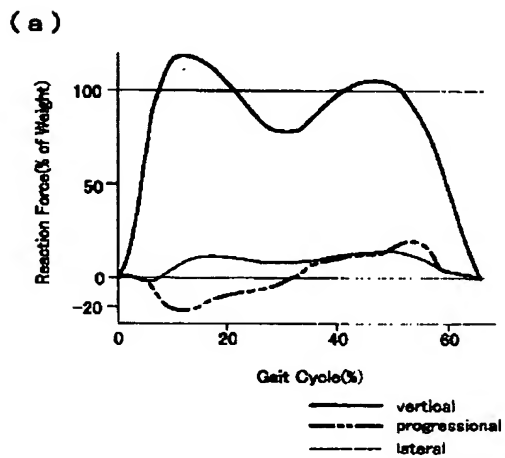 (a)
Reaction Force(% of Weight)
100
50
0
-20
0 20 40 60
Gait Cycle(%)
vertical
progressional
lateral